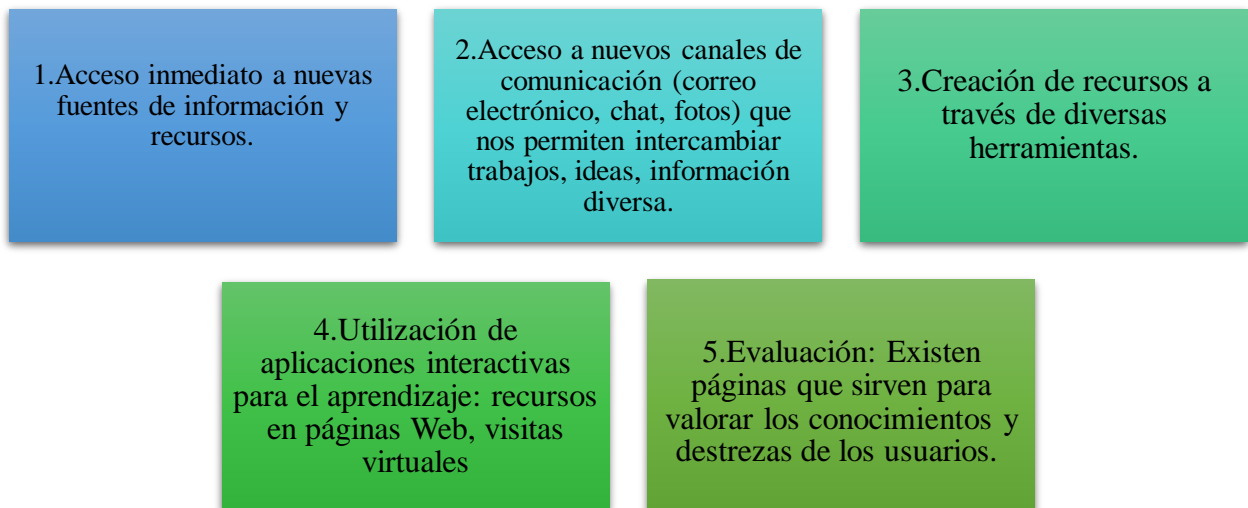 1.Acceso inmediato a nuevas
fuentes de información y
recursos.
2.Acceso a nuevos canales de
comunicación (correo
electrónico, chat, fotos) que
nos permiten intercambiar
trabajos, ideas, información
diversa.
3.Creación de recursos a
través de diversas
herramientas.
4.Utilización de
aplicaciones interactivas
para el aprendizaje: recursos
en páginas Web, visitas
virtuales
5.Evaluación: Existen
páginas que sirven para
valorar los conocimientos y
destrezas de los usuarios.